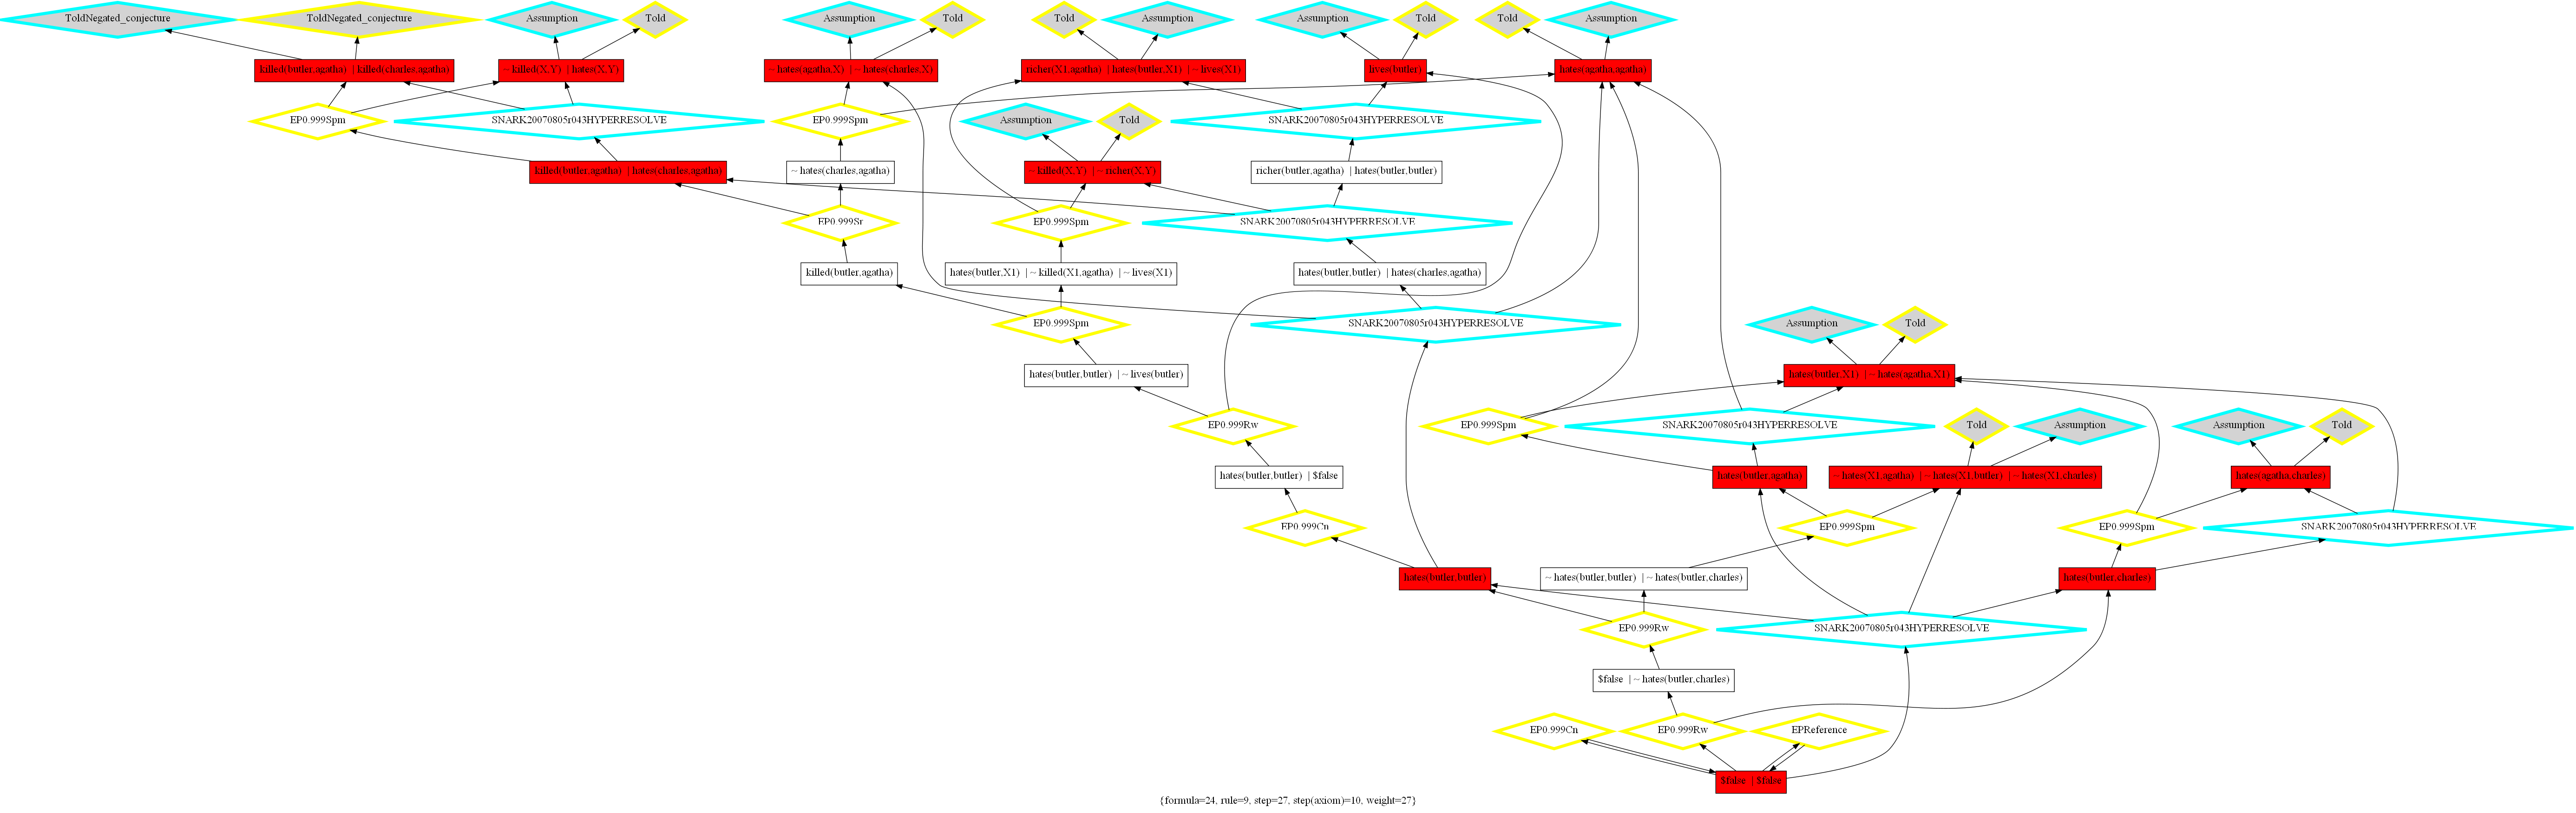 ToldNegated_conjecture
ToldNegated_conjecture
Assumption
Told
Assumption
Told
Told
Assumption
Assumption
Told
Told
Assumption
killed(butler,agatha) | killed(charles,agatha)
~ killed(X,Y) | hates(X,Y)
~ hates(agatha,X) | ~ hates(charles,X)
richer(X1,agatha) | hates(butler,X1) | ~ lives(X1)
lives(butler)
hates(agatha,agatha)
EP0.999Spm
SNARK20070805r043HYPERRESOLVE
EP0.999Spm
Assumption
Told
SNARK20070805r043HYPERRESOLVE
killed(butler,agatha) | hates(charles,agatha)
~ hates(charles,agatha)
~ killed(X,Y) | ~ richer(X,Y)
richer(butler,agatha) | hates(butler,butler)
EP0.999Sr
EP0.999Spm
SNARK20070805r043HYPERRESOLVE
killed(butler,agatha)
hates(butler,X1) | ~ killed(X1,agatha) | ~ lives(X1)
hates(butler,butler) | hates(charles,agatha)
EP0.999Spm
SNARK20070805r043HYPERRESOLVE
Assumption
Told
hates(butler,butler) | ~ lives(butler)
hates(butler,X1) | ~ hates(agatha,X1)
EP0.999Rw
EP0.999Spm
SNARK20070805r043HYPERRESOLVE
Told
Assumption
Assumption
Told
hates(butler,butler) | $false
hates(butler,agatha)
~ hates(X1,agatha) | ~ hates(X1,butler) | ~ hates(X1,charles)
hates(agatha,charles)
EP0.999Cn
EP0.999Spm
EP0.999Spm
SNARK20070805r043HYPERRESOLVE
hates(butler,butler)
~ hates(butler,butler) | ~ hates(butler,charles)
hates(butler,charles)
EP0.999Rw
SNARK20070805r043HYPERRESOLVE
$false | ~ hates(butler,charles)
EP0.999Cn
EP0.999Rw
EPReference
$false | $false
{formula=24, rule=9, step=27, step(axiom)=10, weight=27}